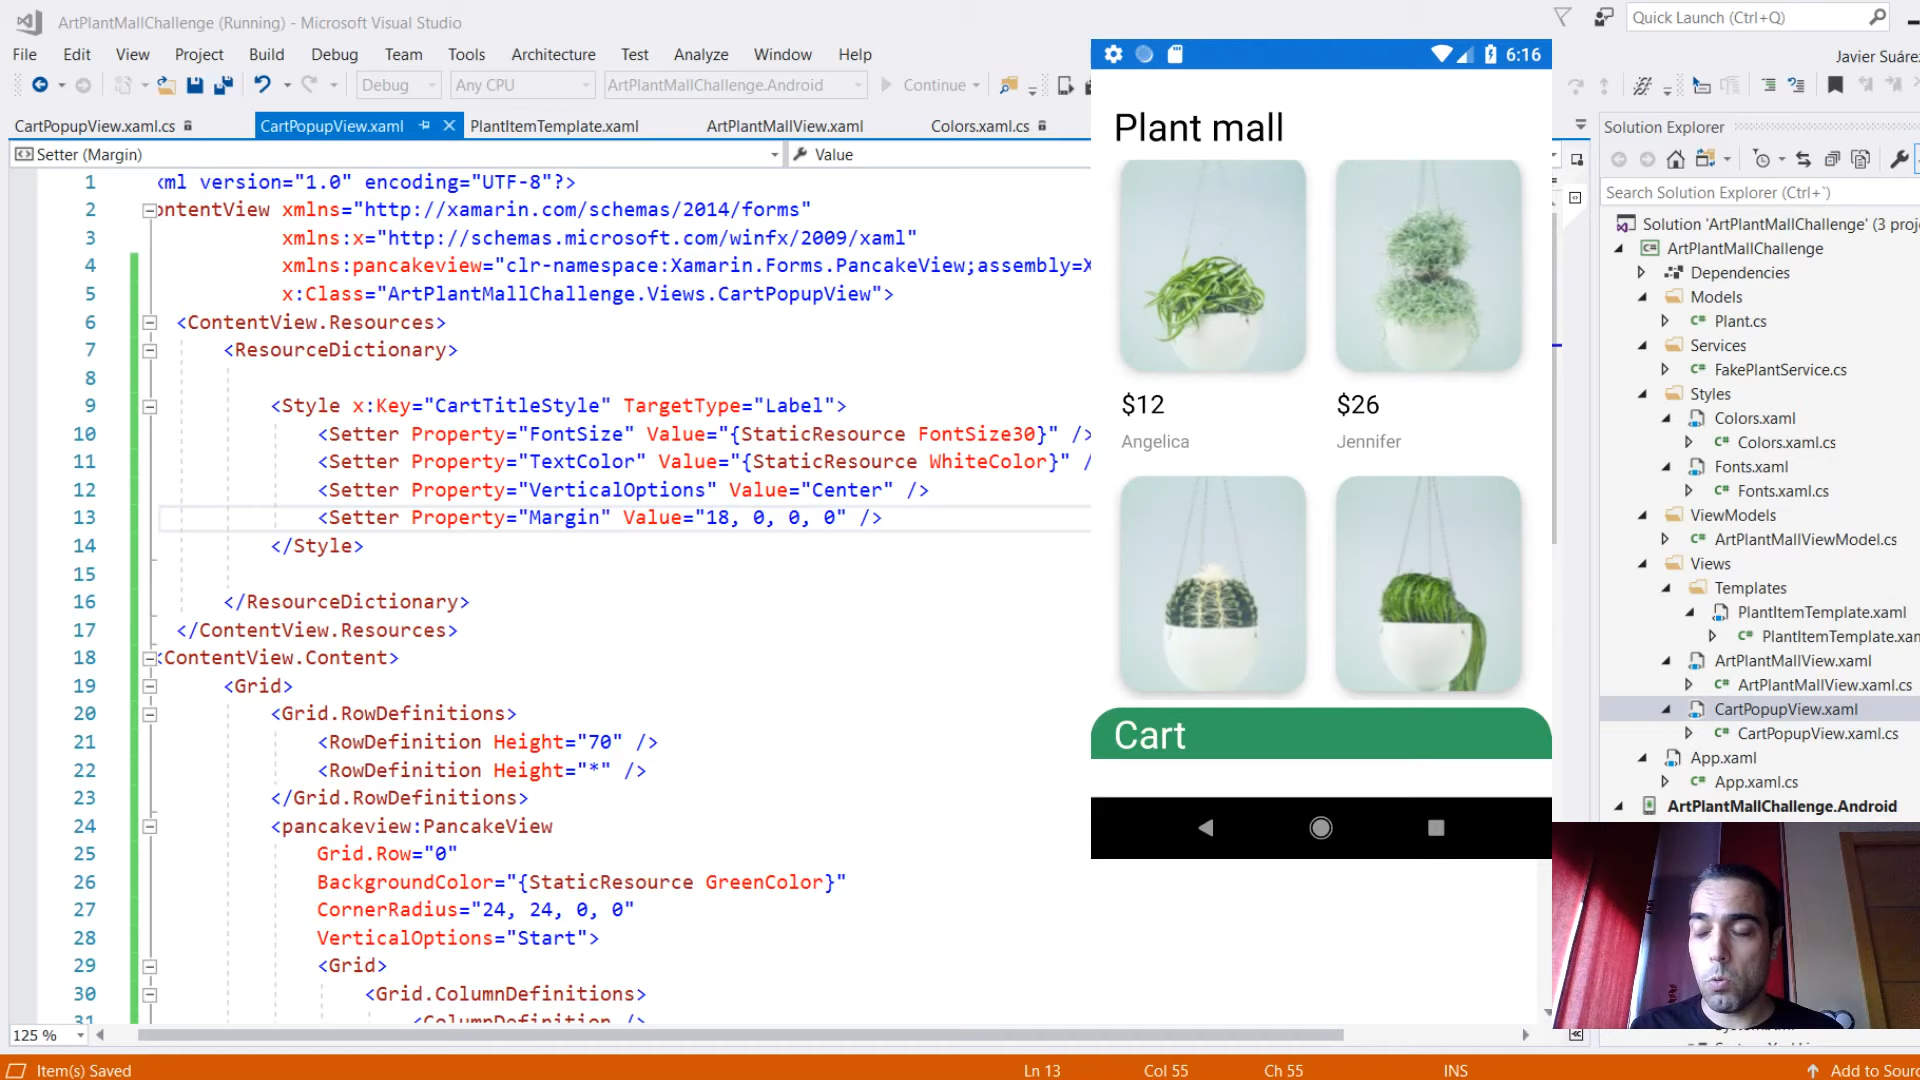 ArtPlantMallChallenge (Running) - Microsoft Visual Studio
Quick Launch (Ctrl+Q)
File Edit View Project Build Debug Team Tools Architecture Test Analyze Window Help
Javier Suáre
Debug Any CPU ArtPlantMallChallenge.Android Continue
CartPopupView.xaml.cs CartPopupView.xaml PlantItemTemplate.xaml ArtPlantMallView.xaml Colors.xaml.cs
Setter (Margin) Value
1 <ml version="1.0" encoding="UTF-8"?>
2 ontentView xmlns="http://xamarin.com/schemas/2014/forms"
3 xmlns:x="http://schemas.microsoft.com/winfx/2009/xaml"
4 xmlns:pancakeview="clr-namespace:Xamarin.Forms.PancakeView;assembly=X
5 x:Class="ArtPlantMallChallenge.Views.CartPopupView">
6 <ContentView.Resources>
7 <ResourceDictionary>
8
9 <Style x:Key="CartTitleStyle" TargetType="Label">
10 <Setter Property="FontSize" Value="{StaticResource FontSize30}" />
11 <Setter Property="TextColor" Value="{StaticResource WhiteColor}" /
12 <Setter Property="VerticalOptions" Value="Center" />
13 <Setter Property="Margin" Value="18, 0, 0, 0" />
14 </Style>
15
16 </ResourceDictionary>
17 </ContentView.Resources>
18 <ContentView.Content>
19 <Grid>
20 <Grid.RowDefinitions>
21 <RowDefinition Height="70" />
22 <RowDefinition Height="*" />
23 </Grid.RowDefinitions>
24 <pancakeview:PancakeView
25 Grid.Row="0"
26 BackgroundColor="{StaticResource GreenColor}"
27 CornerRadius="24, 24, 0, 0"
28 VerticalOptions="Start">
29 <Grid>
30 <Grid.ColumnDefinitions>
31 <ColumnDefinition />
125 %
6:16
Plant mall
$12 $26
Angelica Jennifer
Cart
Solution Explorer
Search Solution Explorer (Ctrl+`)
Solution 'ArtPlantMallChallenge' (3 proje
ArtPlantMallChallenge
Dependencies
Models
Plant.cs
Services
FakePlantService.cs
Styles
Colors.xaml
Colors.xaml.cs
Fonts.xaml
Fonts.xaml.cs
ViewModels
ArtPlantMallViewModel.cs
Views
Templates
PlantItemTemplate.xaml
PlantItemTemplate.xan
ArtPlantMallView.xaml
ArtPlantMallView.xaml.cs
CartPopupView.xaml
CartPopupView.xaml.cs
App.xaml
App.xaml.cs
ArtPlantMallChallenge.Android
Item(s) Saved Ln 13 Col 55 Ch 55 INS Add to Sourc